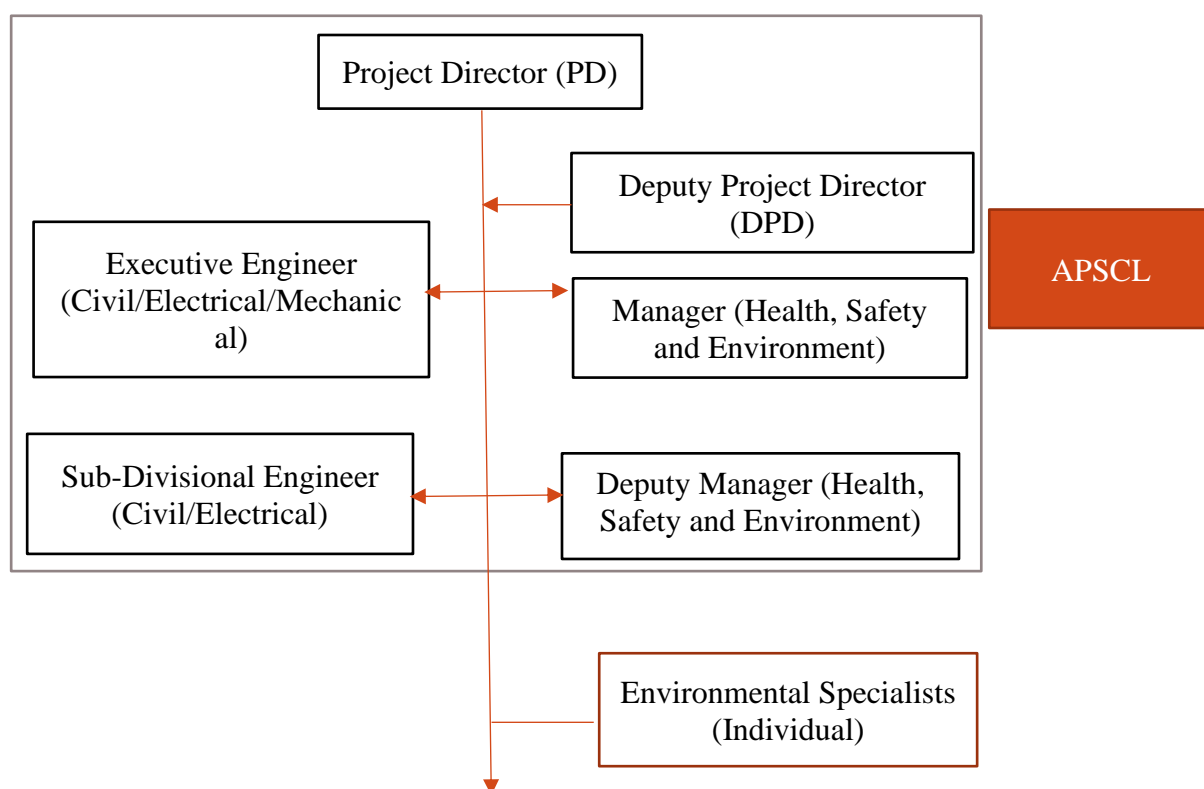 Project Director (PD)
Deputy Project Director
(DPD)
APSCL
Executive Engineer
(Civil/Electrical/Mechanic
al)
Manager (Health, Safety
and Environment)
Sub-Divisional Engineer
(Civil/Electrical)
Deputy Manager (Health,
Safety and Environment)
Environmental Specialists
(Individual)